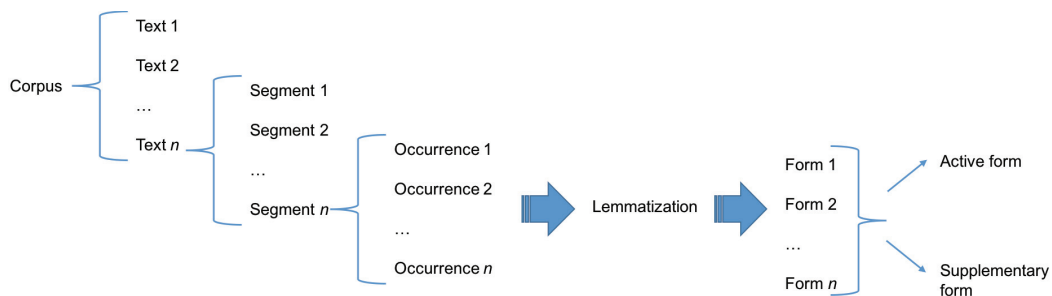 Corpus
Text 1
Text 2
…
Text n
Segment 1
Segment 2
…
Segment n
Occurrence 1
Occurrence 2
…
Occurrence n
Lemmatization
Form 1
Form 2
…
Form n
Active form
Supplementary
form